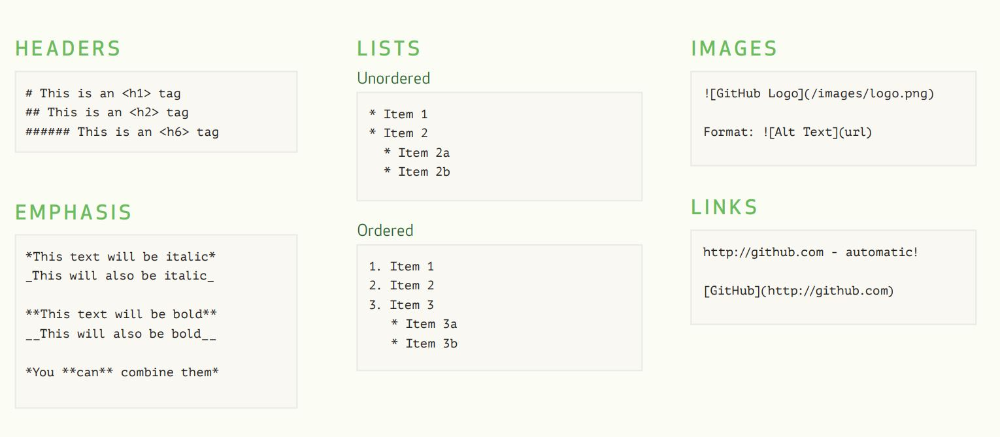 HEADERS
# This is an <h1> tag
## This is an <h2> tag
###### This is an <h6> tag
EMPHASIS
*This text will be italic*
_This will also be italic_
**This text will be bold**
__This will also be bold__
*You **can** combine them*
LISTS
Unordered
* Item 1
* Item 2
  * Item 2a
  * Item 2b
Ordered
1. Item 1
2. Item 2
3. Item 3
   * Item 3a
   * Item 3b
IMAGES
![GitHub Logo](/images/logo.png)
Format: ![Alt Text](url)
LINKS
http://github.com - automatic!
[GitHub](http://github.com)